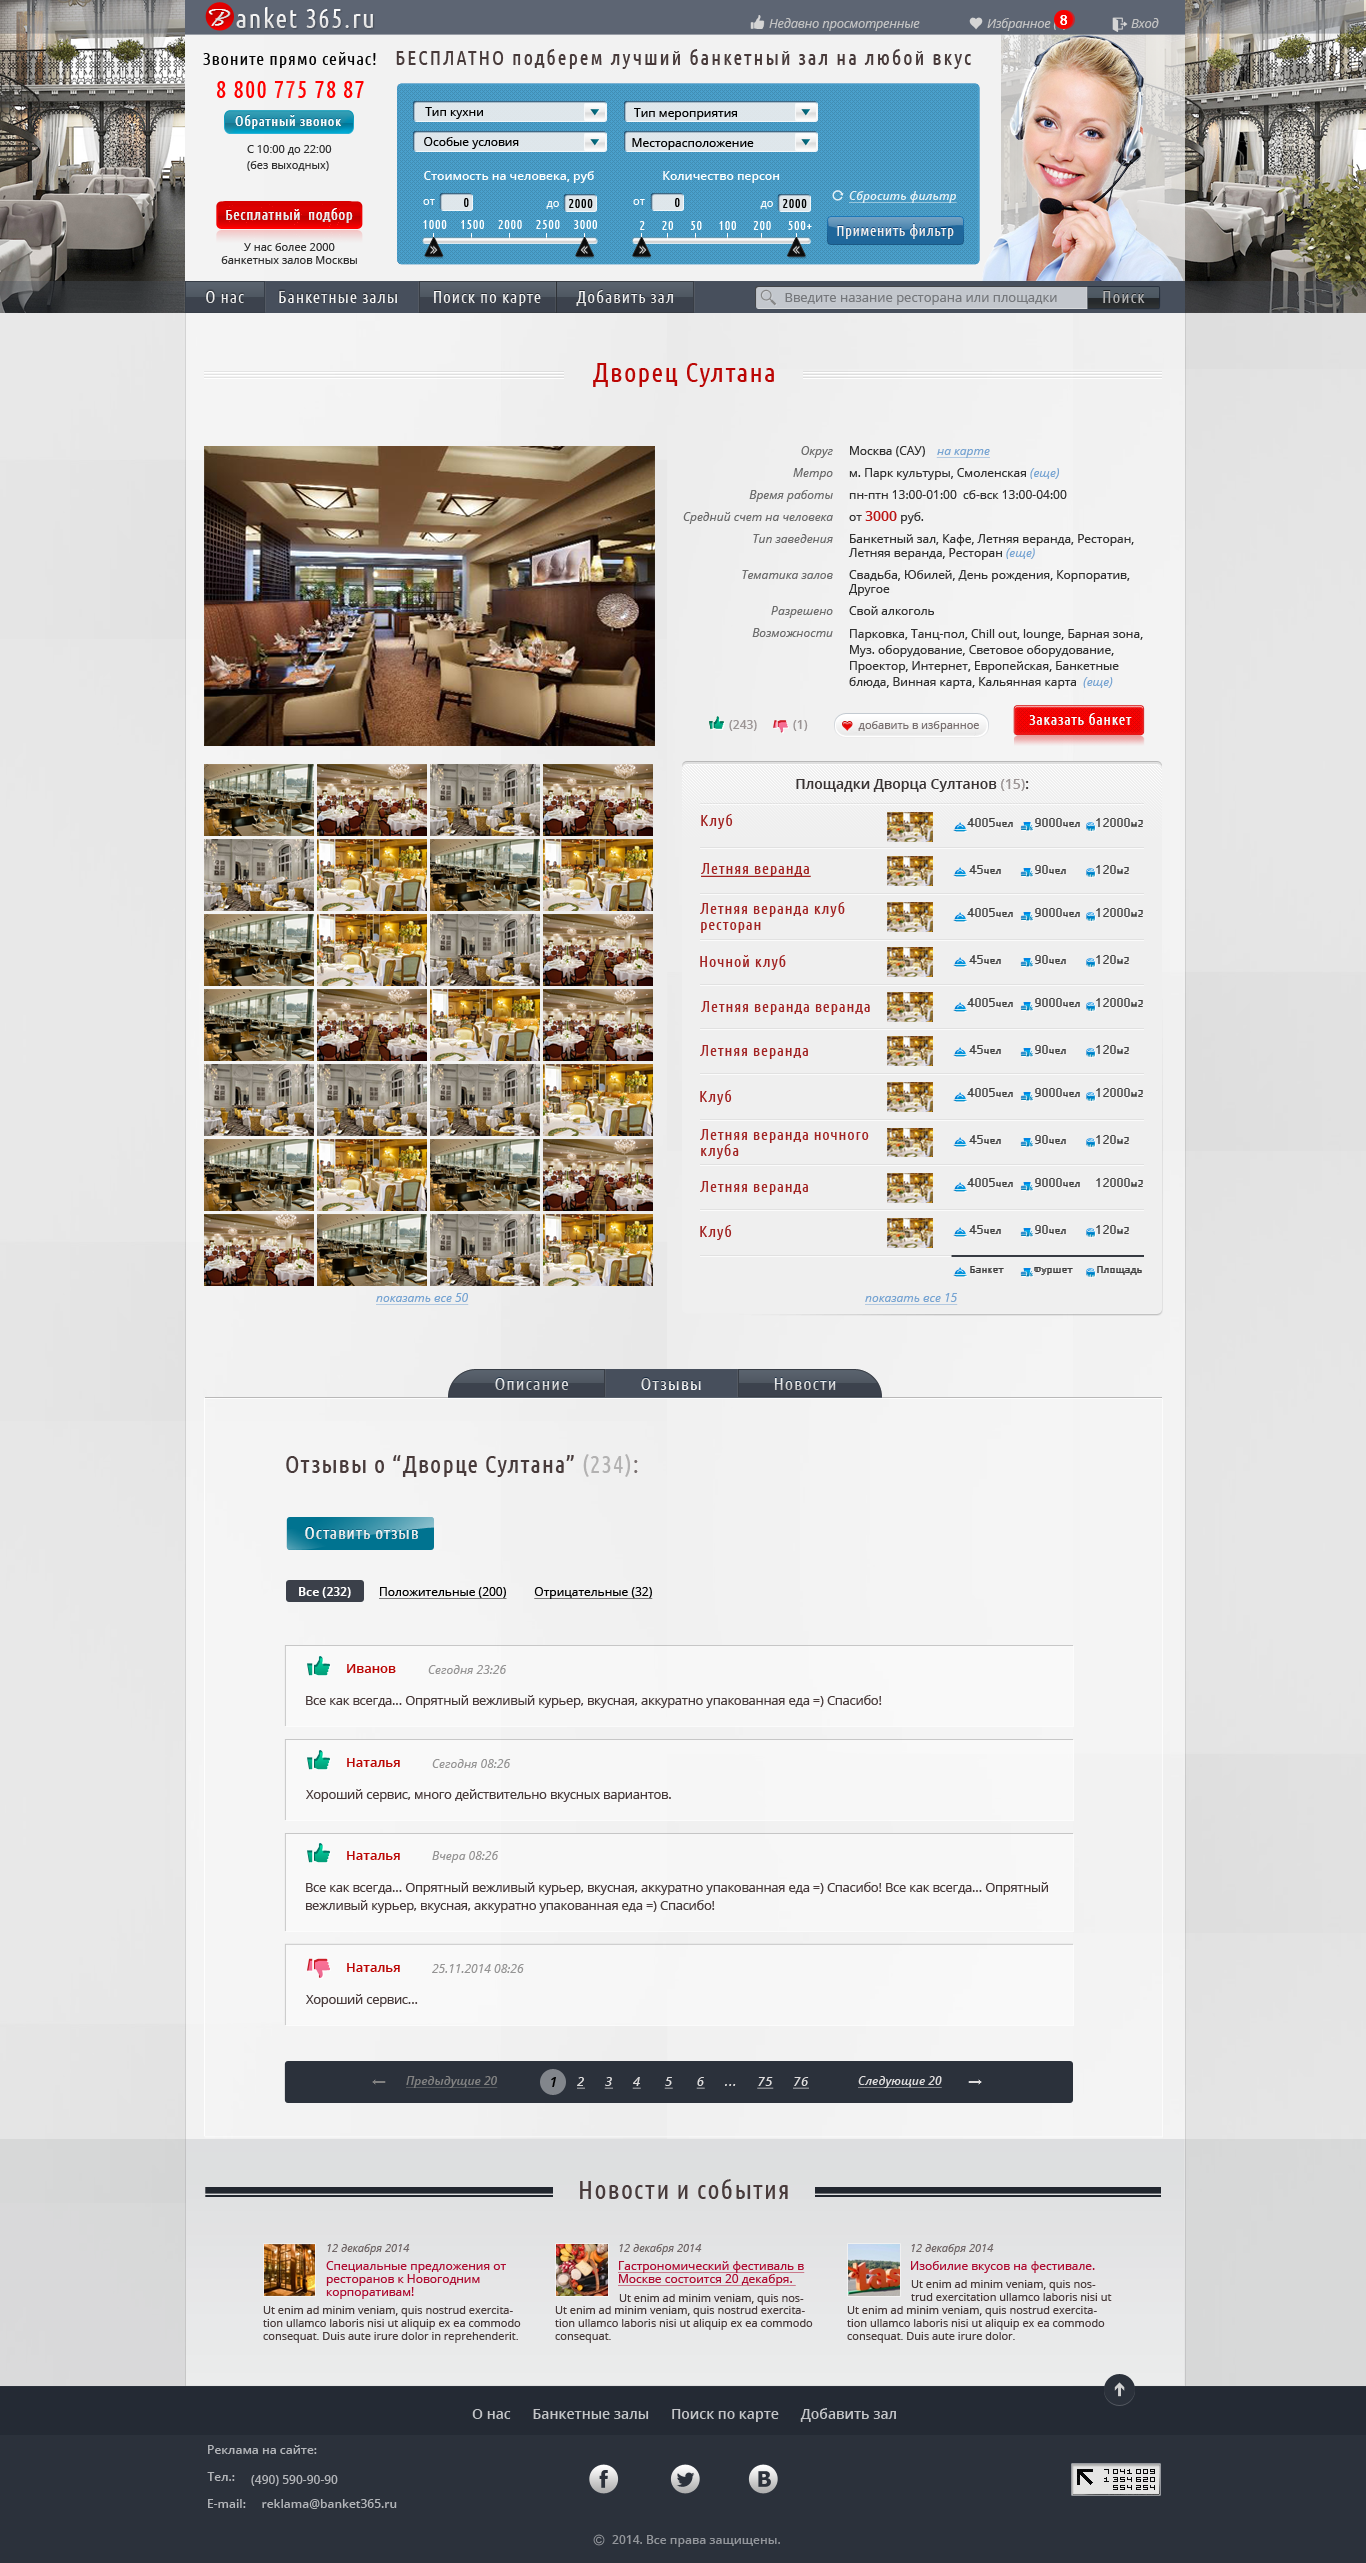 Banket 365.ru
Недавно просмотренные
Избранное 8
Вход
Звоните прямо сейчас!
8 800 775 78 87
Обратный звонок
С 10:00 до 22:00
(без выходных)
Бесплатный подбор
У нас более 2000
банкетных залов Москвы
БЕСПЛАТНО подберем лучший банкетный зал на любой вкус
Тип кухни
Тип мероприятия
Особые условия
Месторасположение
Стоимость на человека, руб
Количество персон
от 0 до 2000
от 0 до 2000
1000 1500 2000 2500 3000
2 20 50 100 200 500+
Сбросить фильтр
Применить фильтр
О нас
Банкетные залы
Поиск по карте
Добавить зал
Введите назание ресторана или площадки
Поиск
Дворец Султана
Округ Москва (САУ) на карте
Метро м. Парк культуры, Смоленская (еще)
Время работы пн-птн 13:00-01:00 сб-вск 13:00-04:00
Средний счет на человека от 3000 руб.
Тип заведения Банкетный зал, Кафе, Летняя веранда, Ресторан,
Летняя веранда, Ресторан (еще)
Тематика залов Свадьба, Юбилей, День рождения, Корпоратив,
Другое
Разрешено Свой алкоголь
Возможности Парковка, Танц-пол, Chill out, lounge, Барная зона,
Муз. оборудование, Световое оборудование,
Проектор, Интернет, Европейская, Банкетные
блюда, Винная карта, Кальянная карта (еще)
(243) (1)
добавить в избранное
Заказать банкет
Площадки Дворца Султанов (15):
Клуб 4005чел 9000чел 12000м2
Летняя веранда 45чел 90чел 120м2
Летняя веранда клуб
ресторан 4005чел 9000чел 12000м2
Ночной клуб 45чел 90чел 120м2
Летняя веранда веранда 4005чел 9000чел 12000м2
Летняя веранда 45чел 90чел 120м2
Клуб 4005чел 9000чел 12000м2
Летняя веранда ночного
клуба 45чел 90чел 120м2
Летняя веранда 4005чел 9000чел 12000м2
Клуб 45чел 90чел 120м2
Банкет Фуршет Площадь
показать все 50
показать все 15
Описание
Отзывы
Новости
Отзывы о “Дворце Султана” (234):
Оставить отзыв
Все (232)
Положительные (200)
Отрицательные (32)
Иванов Сегодня 23:26
Все как всегда... Опрятный вежливый курьер, вкусная, аккуратно упакованная еда =) Спасибо!
Наталья Сегодня 08:26
Хороший сервис, много действительно вкусных вариантов.
Наталья Вчера 08:26
Все как всегда... Опрятный вежливый курьер, вкусная, аккуратно упакованная еда =) Спасибо! Все как всегда... Опрятный
вежливый курьер, вкусная, аккуратно упакованная еда =) Спасибо!
Наталья 25.11.2014 08:26
Хороший сервис...
← Предыдущие 20 1 2 3 4 5 6 ... 75 76 Следующие 20 →
Новости и события
12 декабря 2014
Специальные предложения от
ресторанов к Новогодним
корпоративам!
Ut enim ad minim veniam, quis nostrud exercita-
tion ullamco laboris nisi ut aliquip ex ea commodo
consequat. Duis aute irure dolor in reprehenderit.
12 декабря 2014
Гастрономический фестиваль в
Москве состоится 20 декабря.
Ut enim ad minim veniam, quis nos-
Ut enim ad minim veniam, quis nostrud exercita-
tion ullamco laboris nisi ut aliquip ex ea commodo
consequat.
12 декабря 2014
Изобилие вкусов на фестивале.
Ut enim ad minim veniam, quis nos-
trud exercitation ullamco laboris nisi ut
Ut enim ad minim veniam, quis nostrud exercita-
tion ullamco laboris nisi ut aliquip ex ea commodo
consequat. Duis aute irure dolor.
tas
О нас
Банкетные залы
Поиск по карте
Добавить зал
Реклама на сайте:
Тел.: (490) 590-90-90
E-mail: reklama@banket365.ru
7 041 009
1 354 620
554 254
© 2014. Все права защищены.